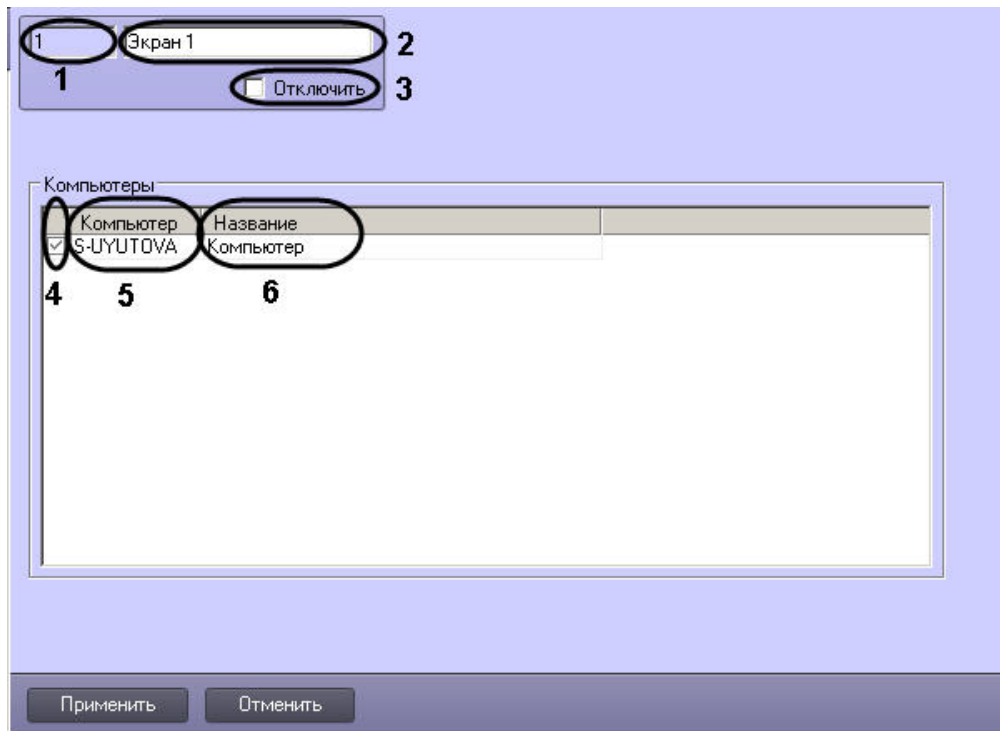 1 Экран 1 2
1 Отключить 3
Компьютеры
Компьютер Название
S-UYUTOVA Компьютер
4 5 6
Применить Отменить